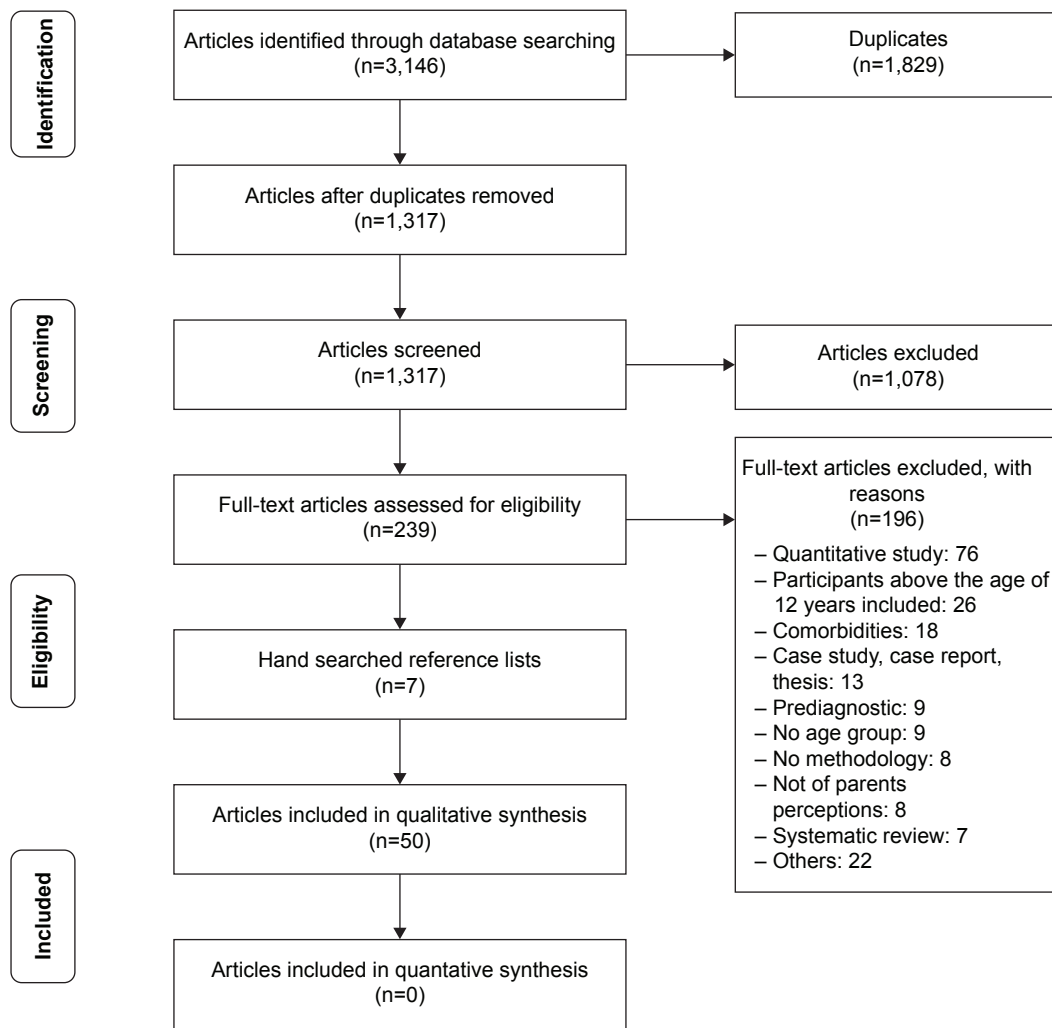 Identification
Articles identified through database searching
(n=3,146)
Duplicates
(n=1,829)
Articles after duplicates removed
(n=1,317)
Screening
Articles screened
(n=1,317)
Articles excluded
(n=1,078)
Full-text articles assessed for eligibility
(n=239)
Full-text articles excluded, with
reasons
(n=196)
– Quantitative study: 76
– Participants above the age of
12 years included: 26
– Comorbidities: 18
– Case study, case report,
thesis: 13
– Prediagnostic: 9
– No age group: 9
– No methodology: 8
– Not of parents
perceptions: 8
– Systematic review: 7
– Others: 22
Eligibility
Hand searched reference lists
(n=7)
Articles included in qualitative synthesis
(n=50)
Included
Articles included in quantative synthesis
(n=0)